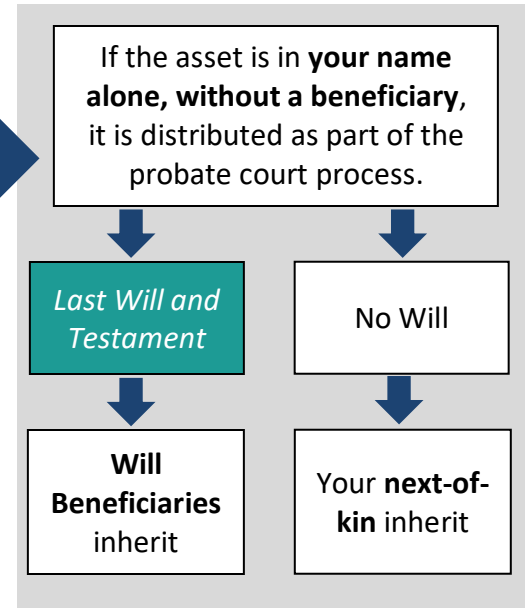 If the asset is in your name
alone, without a beneficiary,
it is distributed as part of the
probate court process.
Last Will and
Testament
No Will
Will
Beneficiaries
inherit
Your next-of-
kin inherit